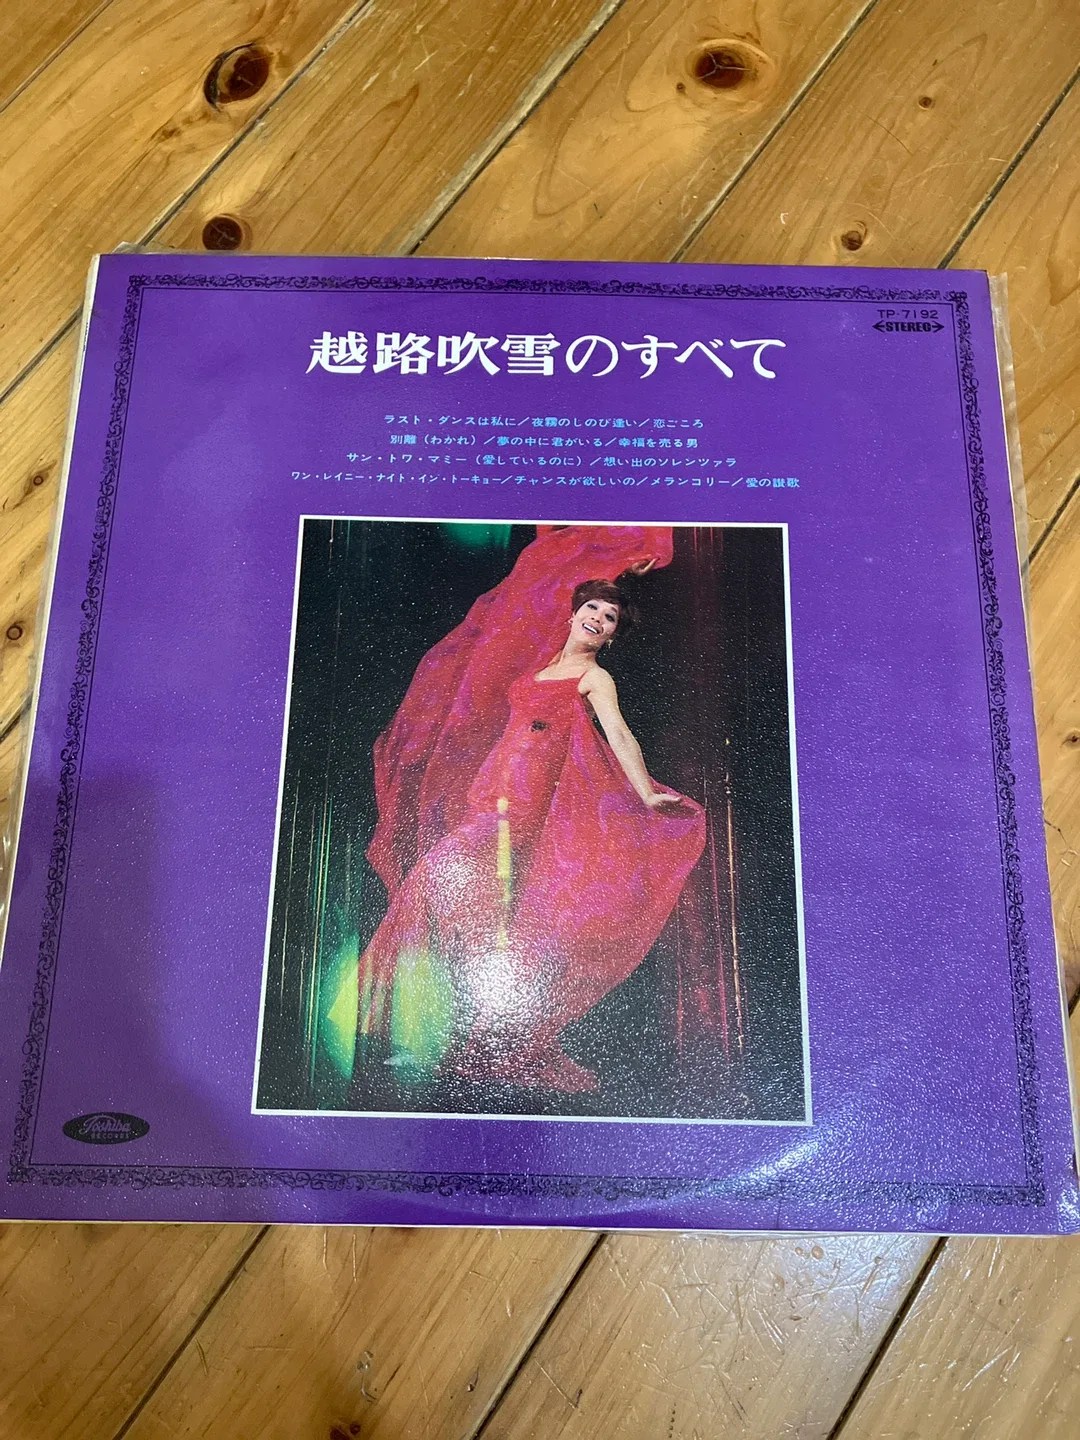 TP-7192
STEREO
越路吹雪のすべて
ラスト・ダンスは私に／夜霧のしのび逢い／恋ごころ
別離（わかれ）／夢の中に君がいる／幸福を売る男
サン・トワ・マミー（愛しているのに）／想い出のソレンツァラ
ワン・レイニー・ナイト・イン・トーキョー／チャンスが欲しいの／メランコリー／愛の讃歌
Toshiba
RECORDS